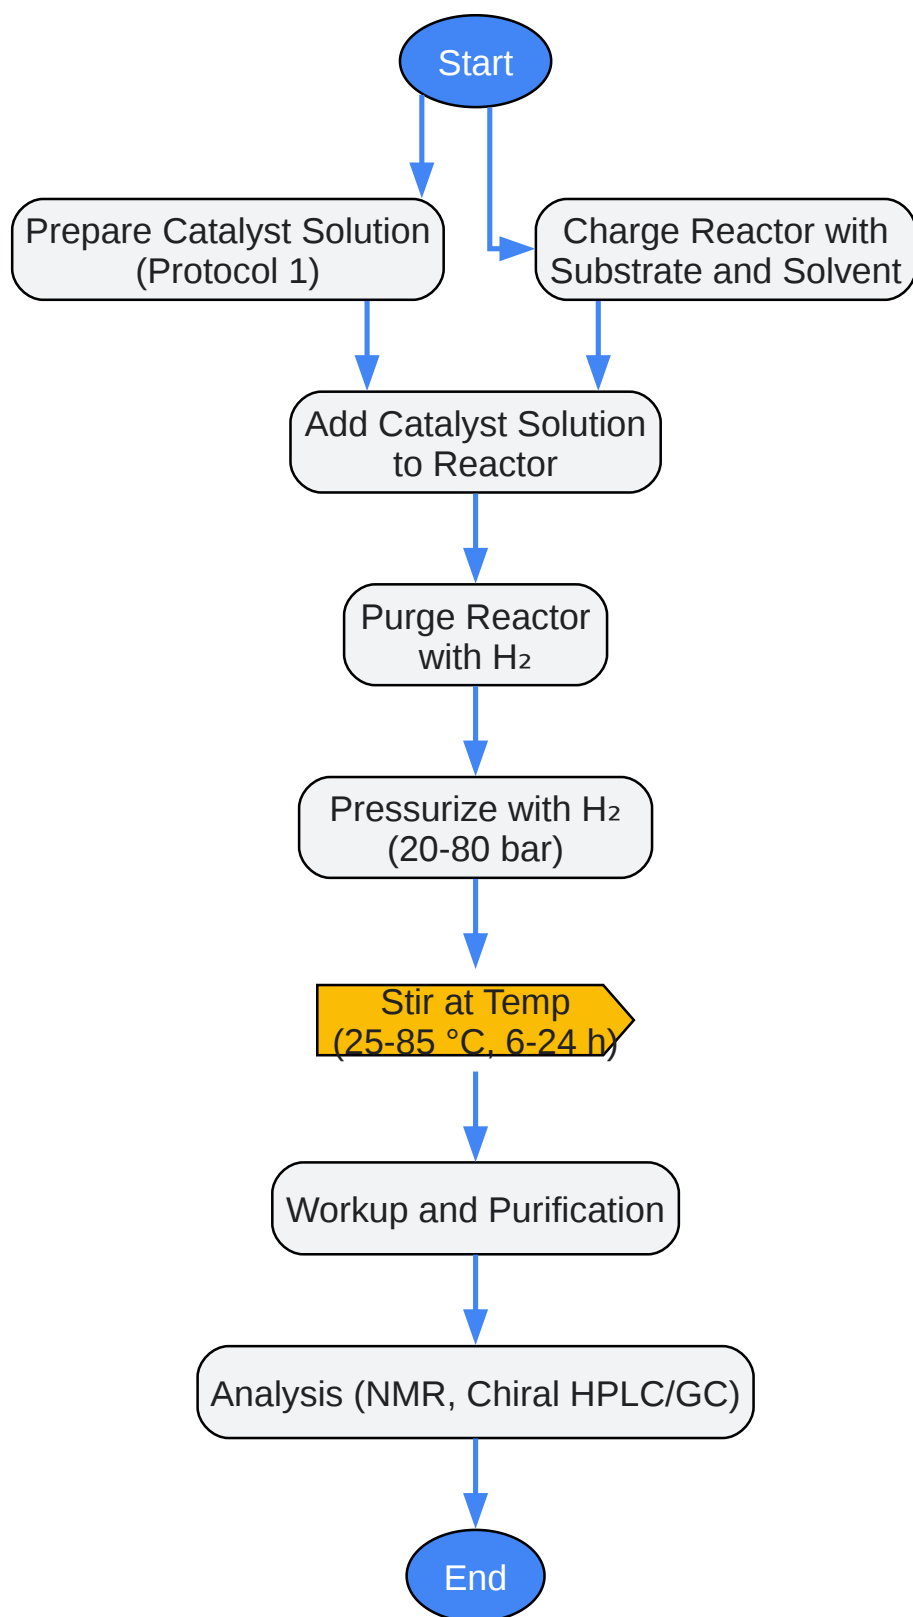 Start
Prepare Catalyst Solution
(Protocol 1)
Charge Reactor with
Substrate and Solvent
Add Catalyst Solution
to Reactor
Purge Reactor
with H₂
Pressurize with H₂
(20-80 bar)
Stir at Temp
(25-85 °C, 6-24 h)
Workup and Purification
Analysis (NMR, Chiral HPLC/GC)
End